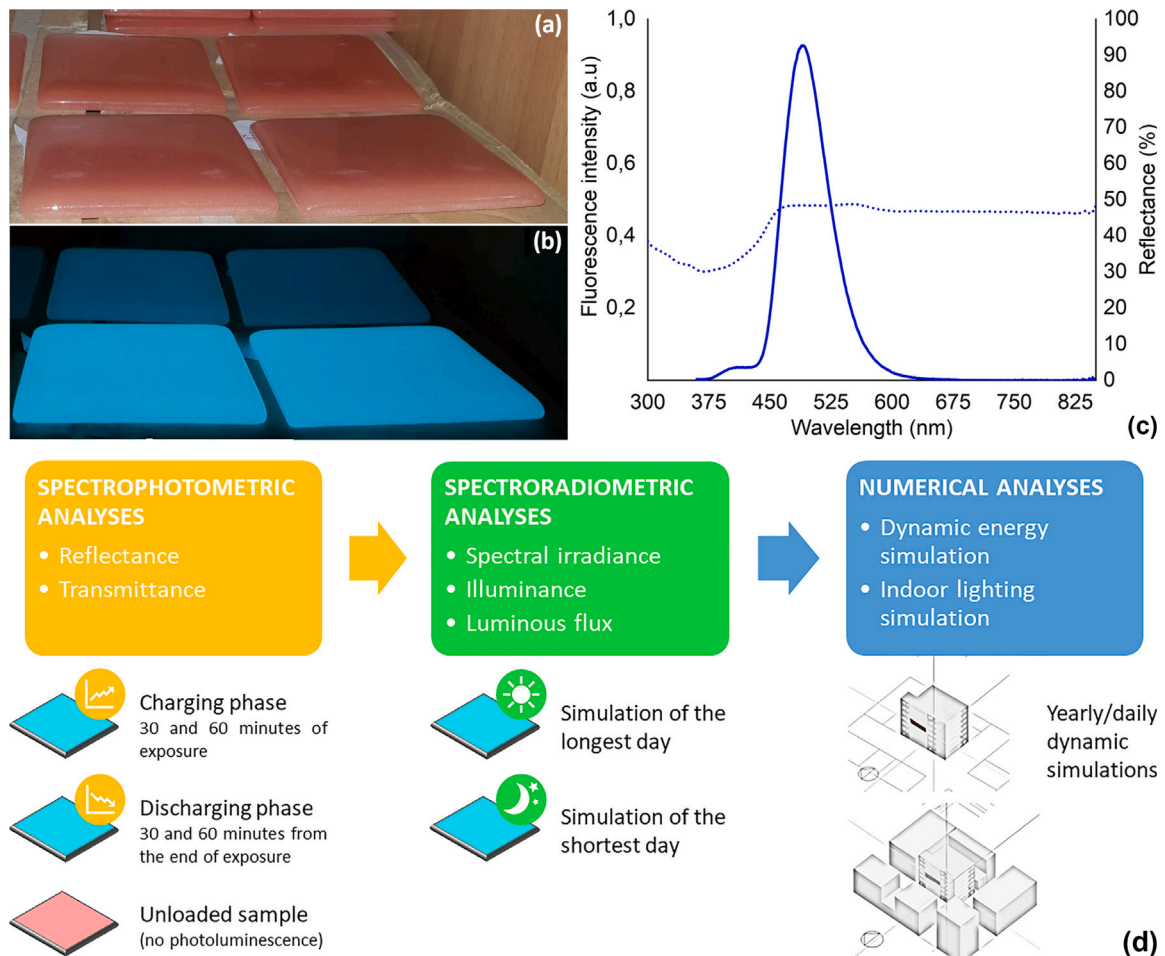 (a)
(b)
Fluorescence intensity (a.u)
1,0
0,8
0,6
0,4
0,2
100
90
80
70
60
50
40
30
20
10
0
Reflectance (%)
300 375 450 525 600 675 750 825
Wavelength (nm)
(c)
SPECTROPHOTOMETRIC
ANALYSES
• Reflectance
• Transmittance
SPECTRORADIOMETRIC
ANALYSES
• Spectral irradiance
• Illuminance
• Luminous flux
NUMERICAL ANALYSES
• Dynamic energy
simulation
• Indoor lighting
simulation
Charging phase
30 and 60 minutes of
exposure
Discharging phase
30 and 60 minutes from
the end of exposure
Unloaded sample
(no photoluminescence)
Simulation of the
longest day
Simulation of the
shortest day
Yearly/daily
dynamic
simulations
(d)